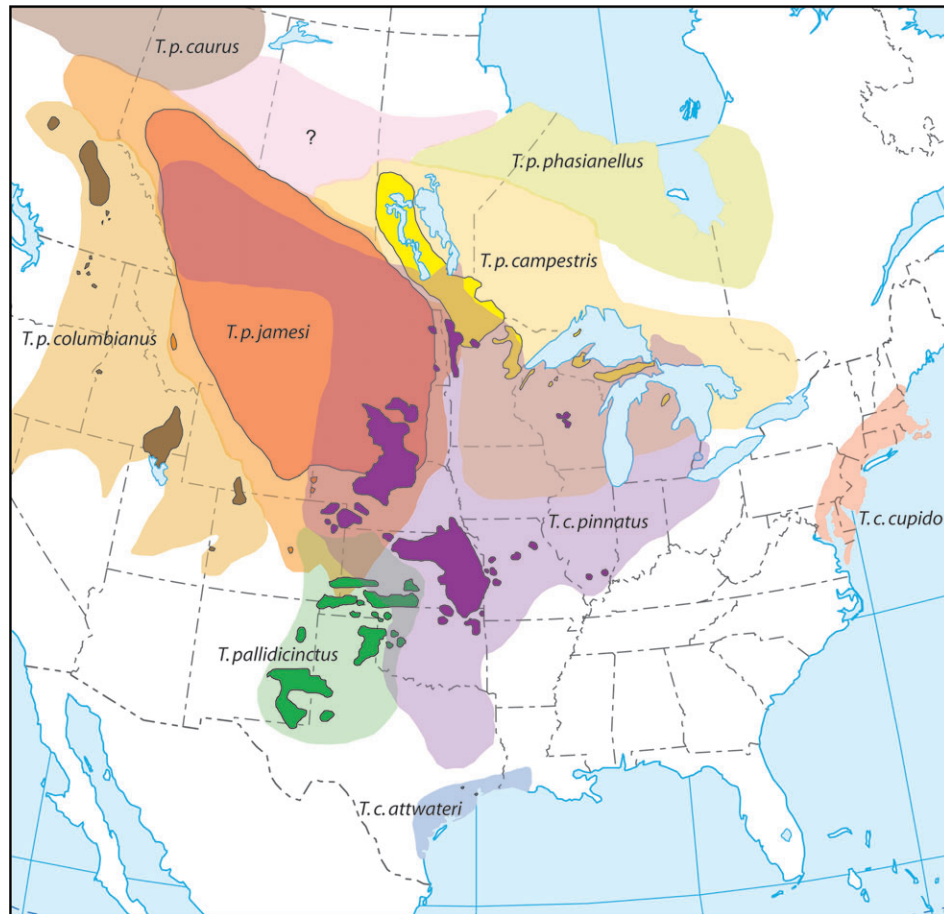 T. p. caurus
?
T. p. phasianellus
T. p. campestris
T. p. columbianus
T. p. jamesi
T. c. pinnatus
T. c. cupido
T. pallidicinctus
T. c. attwateri